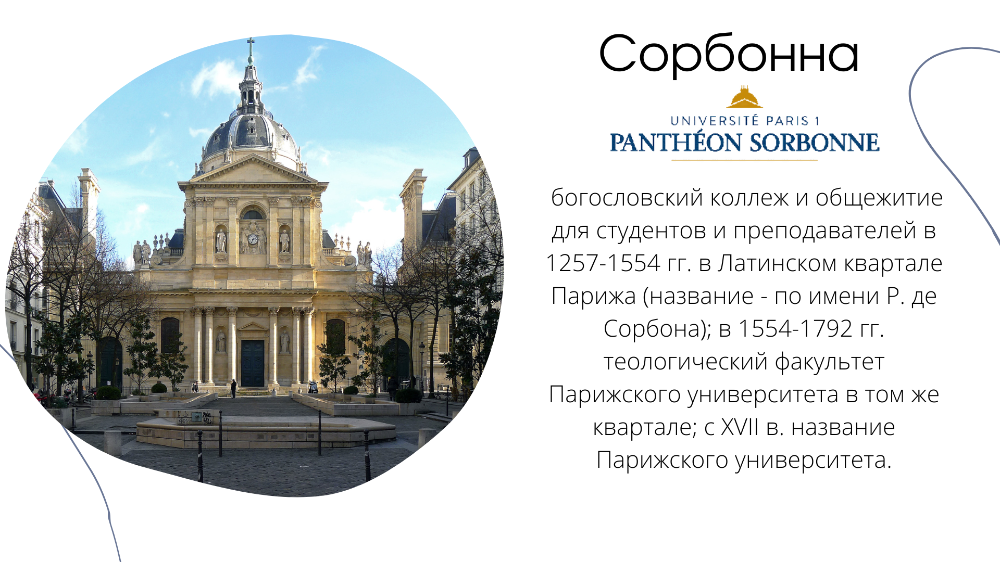 Сорбонна
UNIVERSITÉ PARIS 1
PANTHÉON SORBONNE
богословский коллеж и общежитие
для студентов и преподавателей в
1257-1554 гг. в Латинском квартале
Парижа (название - по имени Р. де
Сорбона); в 1554-1792 гг.
теологический факультет
Парижского университета в том же
квартале; с XVII в. название
Парижского университета.